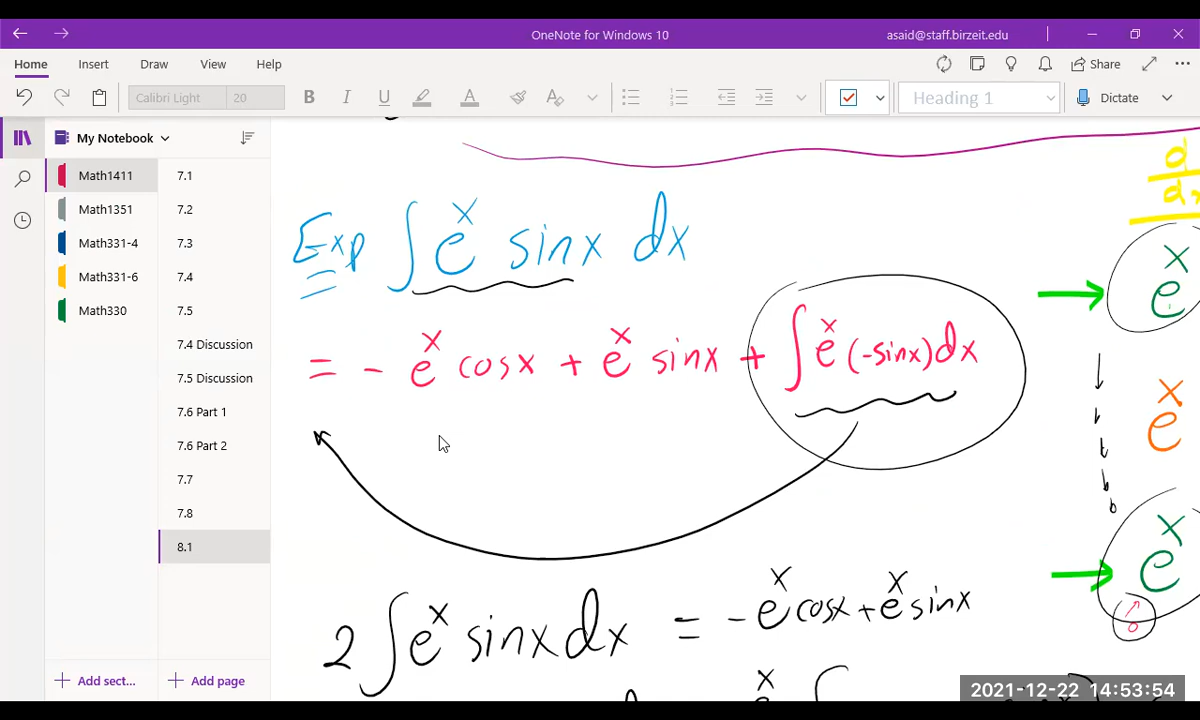 OneNote for Windows 10
asaid@staff.birzeit.edu
Home Insert Draw View Help
Share
Calibri Light 20
B I U A
Heading 1
Dictate
My Notebook
Math1411
Math1351
Math331-4
Math331-6
Math330
7.1
7.2
7.3
7.4
7.5
7.4 Discussion
7.5 Discussion
7.6 Part 1
7.6 Part 2
7.7
7.8
8.1
Add sect...
Add page
Exp ∫ e^x sinx dx
= - e^x cosx + e^x sinx + ∫ e^x (-sinx) dx
2 ∫ e^x sinx dx = - e^x cosx + e^x sinx
e^x
e^x
e^x
2021-12-22 14:53:54